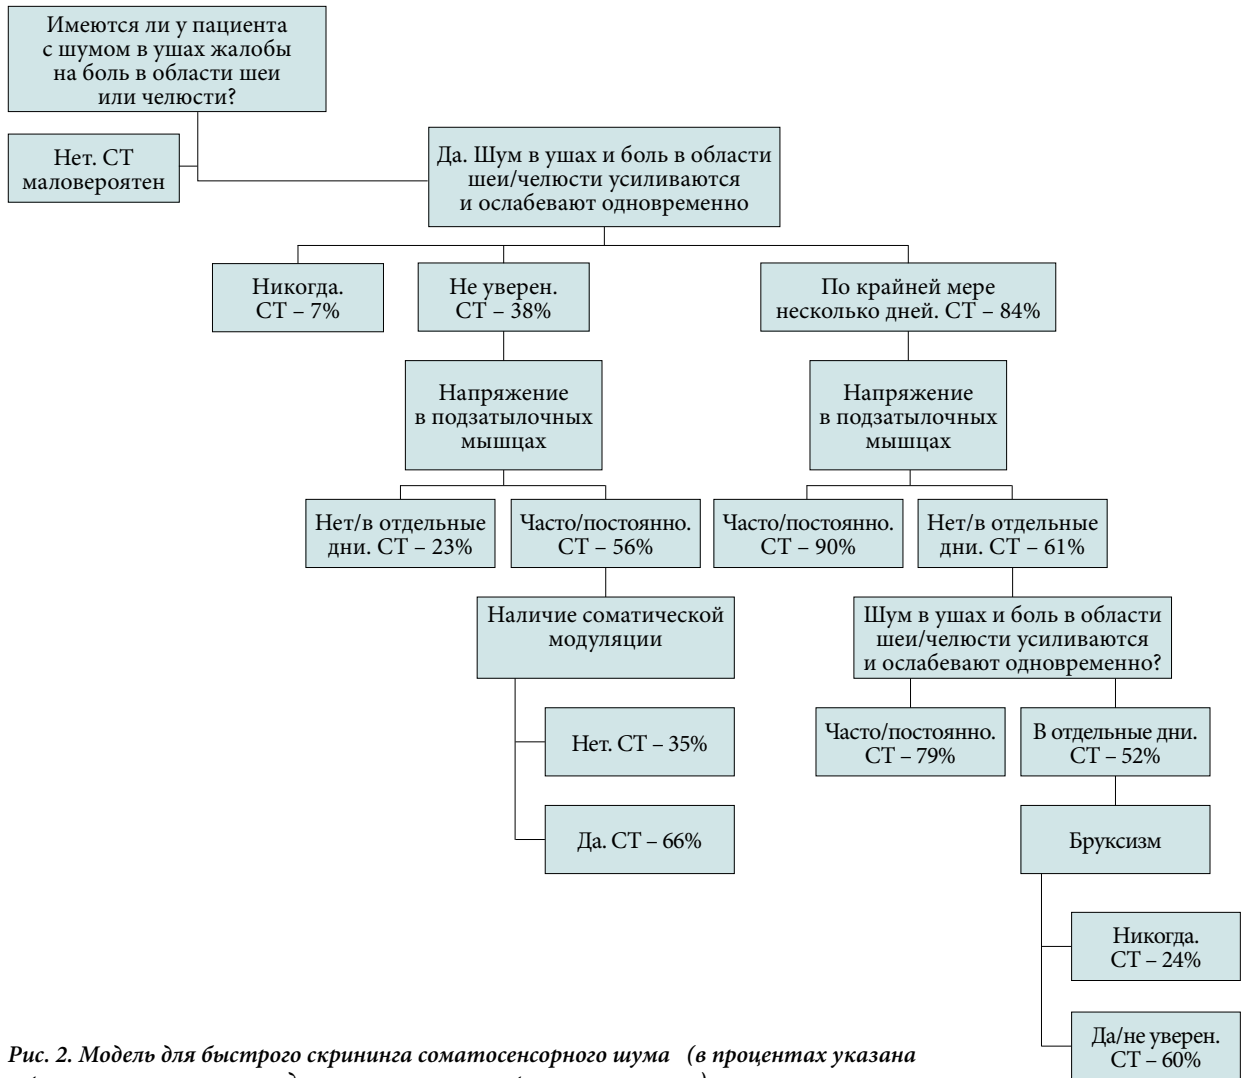 Имеются ли у пациента
с шумом в ушах жалобы
на боль в области шеи
или челюсти?
Нет. СТ
маловероятен
Да. Шум в ушах и боль в области
шеи/челюсти усиливаются
и ослабевают одновременно
Никогда.
СТ – 7%
Не уверен.
СТ – 38%
По крайней мере
несколько дней. СТ – 84%
Напряжение
в подзатылочных
мышцах
Напряжение
в подзатылочных
мышцах
Нет/в отдельные
дни. СТ – 23%
Часто/постоянно.
СТ – 56%
Часто/постоянно.
СТ – 90%
Нет/в отдельные
дни. СТ – 61%
Наличие соматической
модуляции
Шум в ушах и боль в области
шеи/челюсти усиливаются
и ослабевают одновременно?
Нет. СТ – 35%
Да. СТ – 66%
Часто/постоянно.
СТ – 79%
В отдельные дни.
СТ – 52%
Бруксизм
Никогда.
СТ – 24%
Да/не уверен.
СТ – 60%
Рис. 2. Модель для быстрого скрининга соматосенсорного шума (в процентах указана